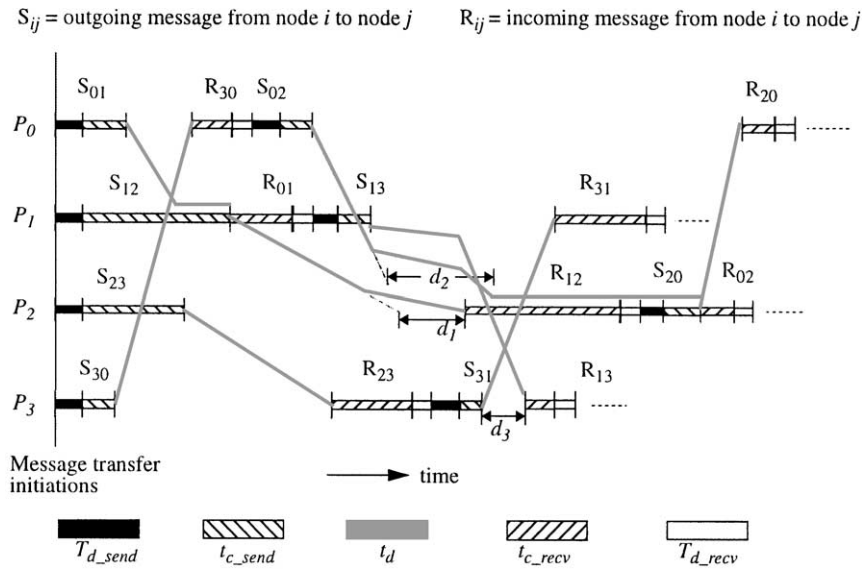 S_ij = outgoing message from node i to node j
R_ij = incoming message from node i to node j
S_01
R_30
S_02
R_20
P_0
S_12
R_01
S_13
R_31
P_1
S_23
d_2
R_12
S_20
R_02
P_2
d_1
S_30
R_23
S_31
R_13
P_3
d_3
Message transfer
initiations
time
T_d_send
t_c_send
t_d
t_c_recv
T_d_recv